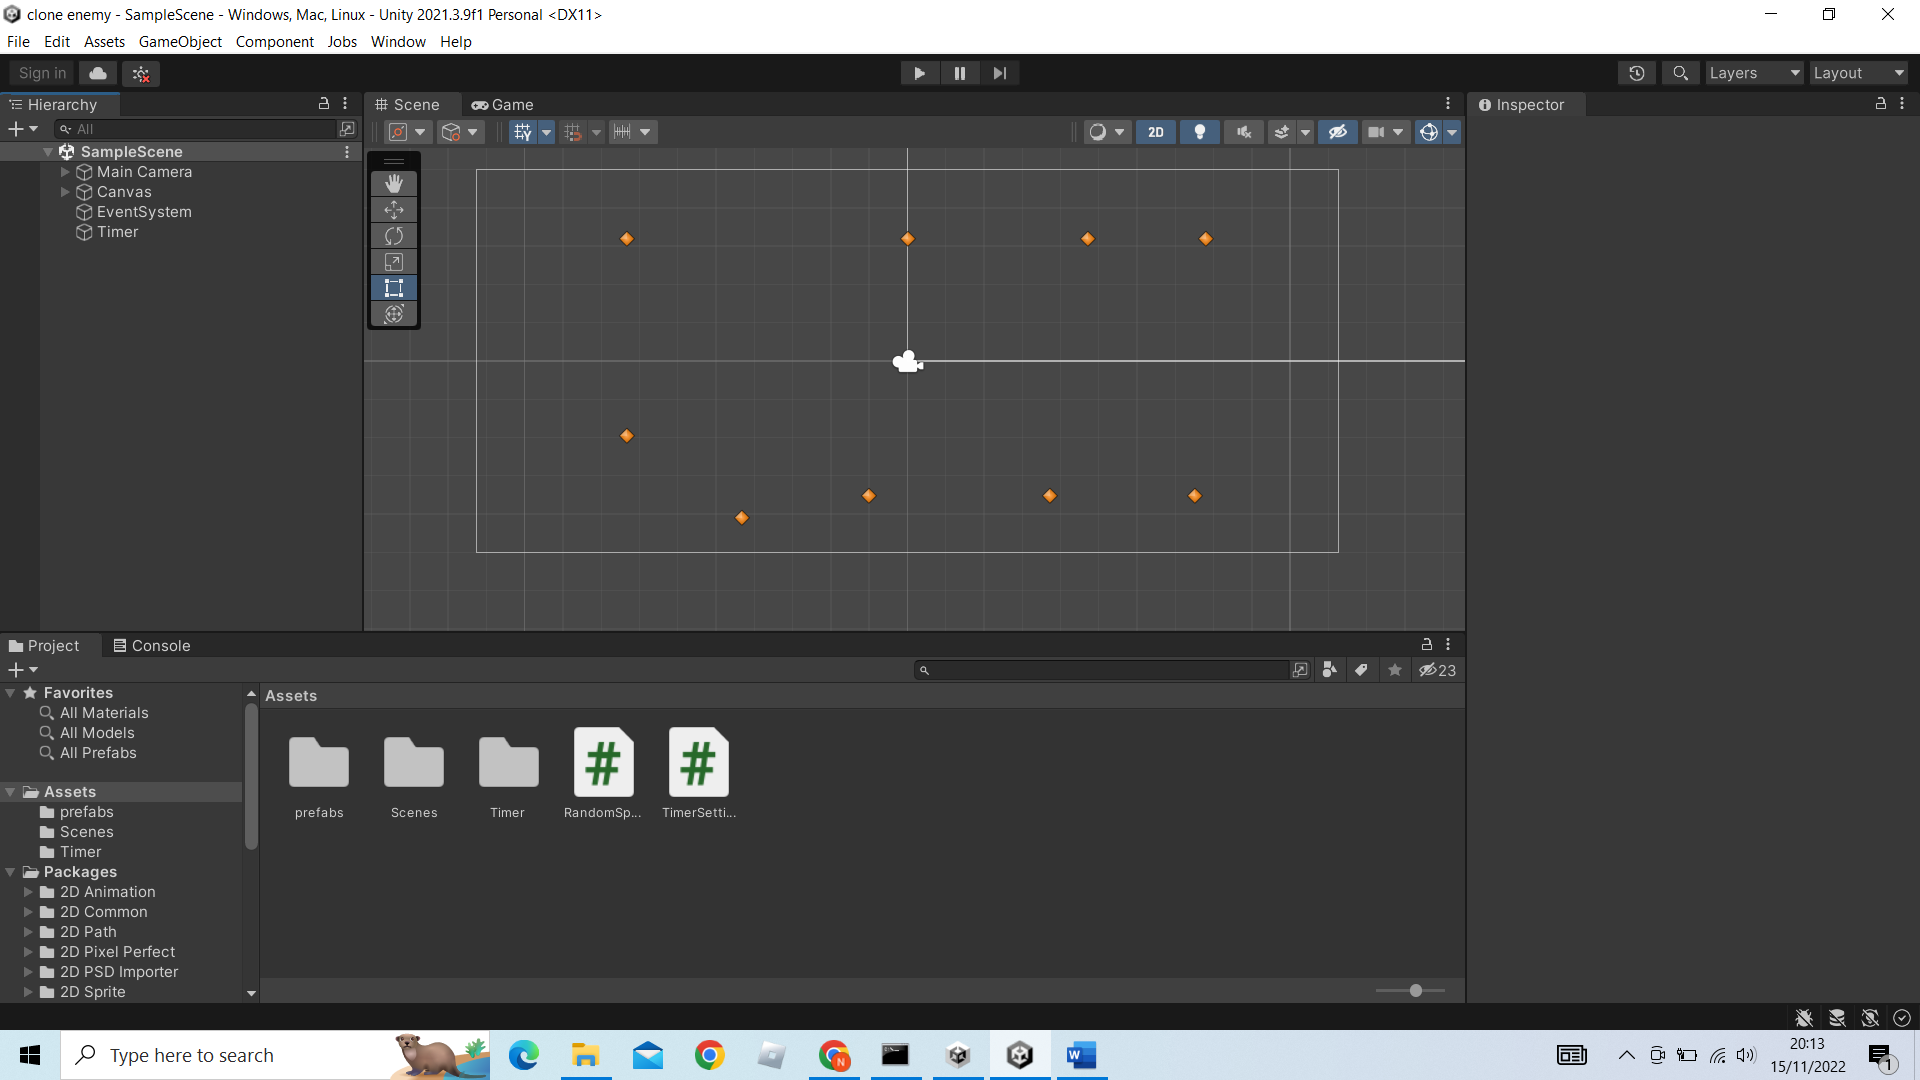 clone enemy - SampleScene - Windows, Mac, Linux - Unity 2021.3.9f1 Personal <DX11>
File Edit Assets GameObject Component Jobs Window Help
Sign in
Layers
Layout
Hierarchy
Scene
Game
Inspector
All
2D
SampleScene
Main Camera
Canvas
EventSystem
Timer
Project
Console
23
Favorites
All Materials
All Models
All Prefabs
Assets
prefabs
Scenes
Timer
Packages
2D Animation
2D Common
2D Path
2D Pixel Perfect
2D PSD Importer
2D Sprite
Assets
prefabs
Scenes
Timer
RandomSp...
TimerSetti...
Type here to search
20:13
15/11/2022
1